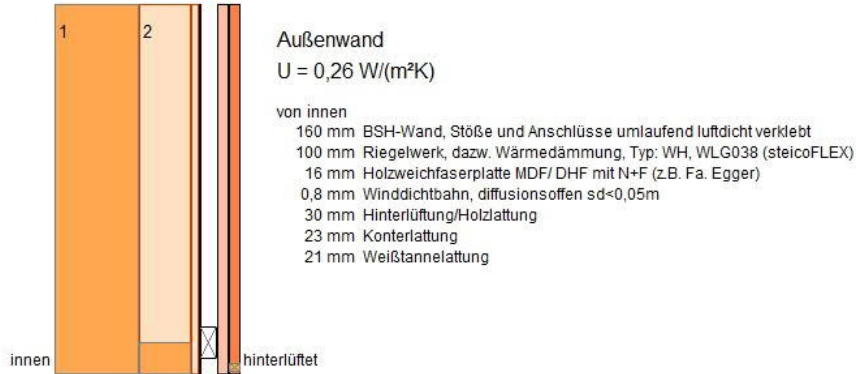 1
2
Außenwand
U = 0,26 W/(m²K)
von innen
160 mm BSH-Wand, Stöße und Anschlüsse umlaufend luftdicht verklebt
100 mm Riegelwerk, dazw. Wärmedämmung, Typ: WH, WLG038 (steicoFLEX)
16 mm Holzweichfaserplatte MDF/ DHF mit N+F (z.B. Fa. Egger)
0,8 mm Winddichtbahn, diffusionsoffen sd<0,05m
30 mm Hinterlüftung/Holzlattung
23 mm Konterlattung
21 mm Weißtannelattung
innen
hinterlüftet